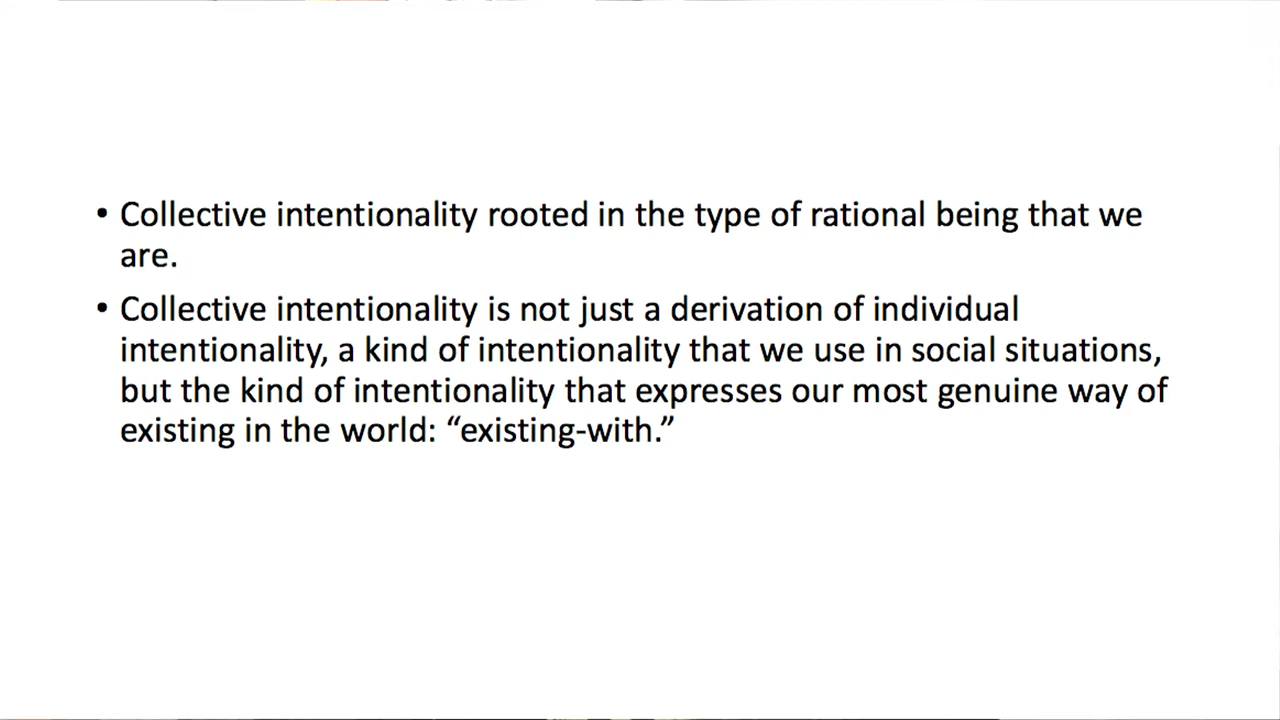 • Collective intentionality rooted in the type of rational being that we
are.
• Collective intentionality is not just a derivation of individual
intentionality, a kind of intentionality that we use in social situations,
but the kind of intentionality that expresses our most genuine way of
existing in the world: “existing-with.”